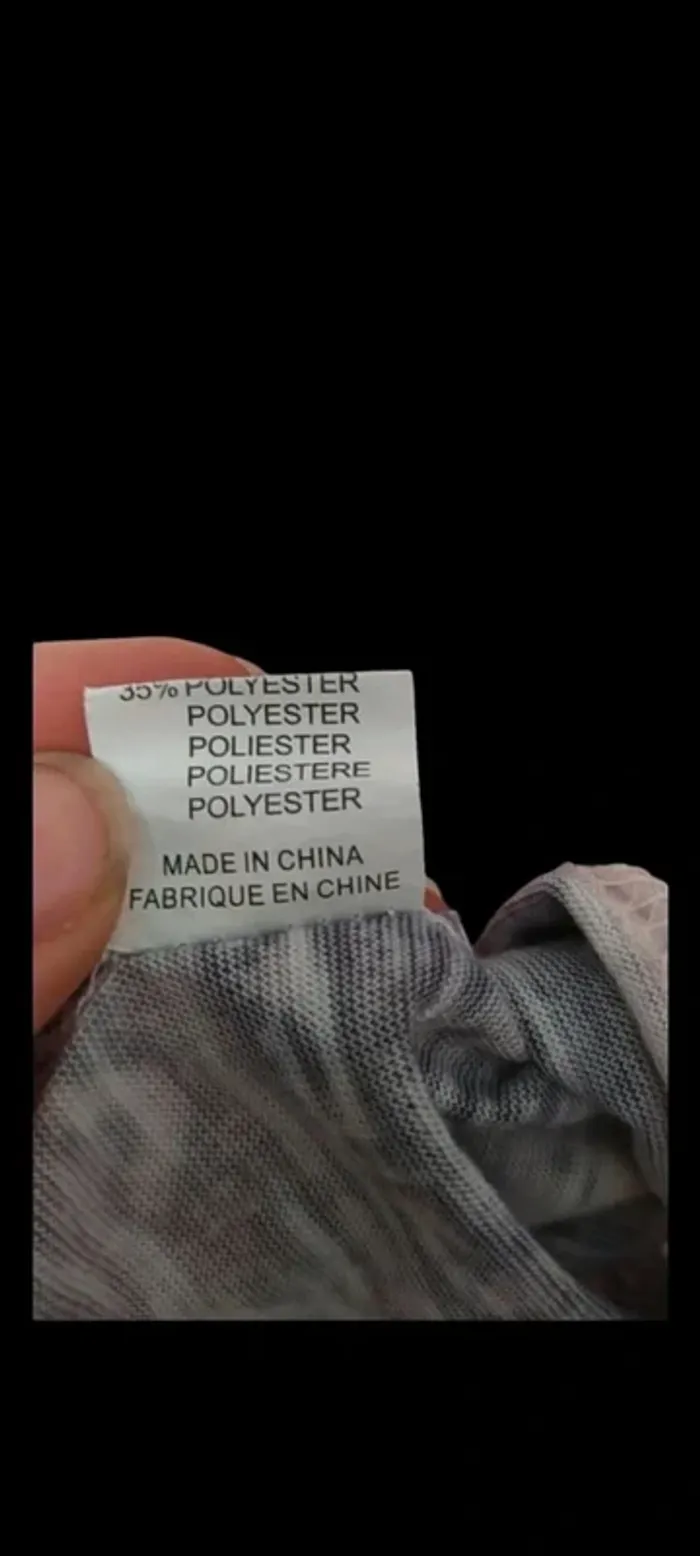 35% POLYESTER
POLYESTER
POLIESTER
POLIESTERE
POLYESTER
MADE IN CHINA
FABRIQUE EN CHINE